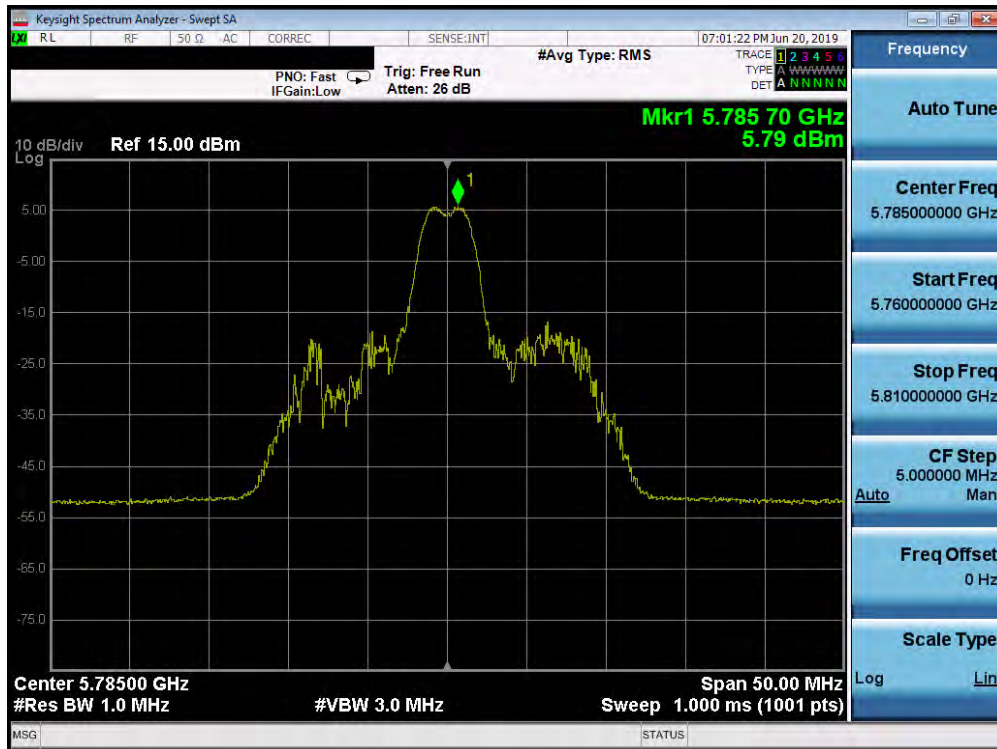 Keysight Spectrum Analyzer - Swept SA
LXI RL RF 50 Ω AC CORREC SENSE:INT 07:01:22 PM Jun 20, 2019
#Avg Type: RMS
TRACE 1 2 3 4 5 6
PNO: Fast Trig: Free Run
TYPE A WWWWW
IFGain:Low Atten: 26 dB
DET A N N N N N
Mkr1 5.785 70 GHz
5.79 dBm
10 dB/div Ref 15.00 dBm
Log
1
5.00
-5.00
-15.0
-25.0
-35.0
-45.0
-55.0
-65.0
-75.0
Center 5.78500 GHz Span 50.00 MHz
#Res BW 1.0 MHz #VBW 3.0 MHz Sweep 1.000 ms (1001 pts)
MSG STATUS
Frequency
Auto Tune
Center Freq
5.785000000 GHz
Start Freq
5.760000000 GHz
Stop Freq
5.810000000 GHz
CF Step
5.000000 MHz
Auto Man
Freq Offset
0 Hz
Scale Type
Log Lin